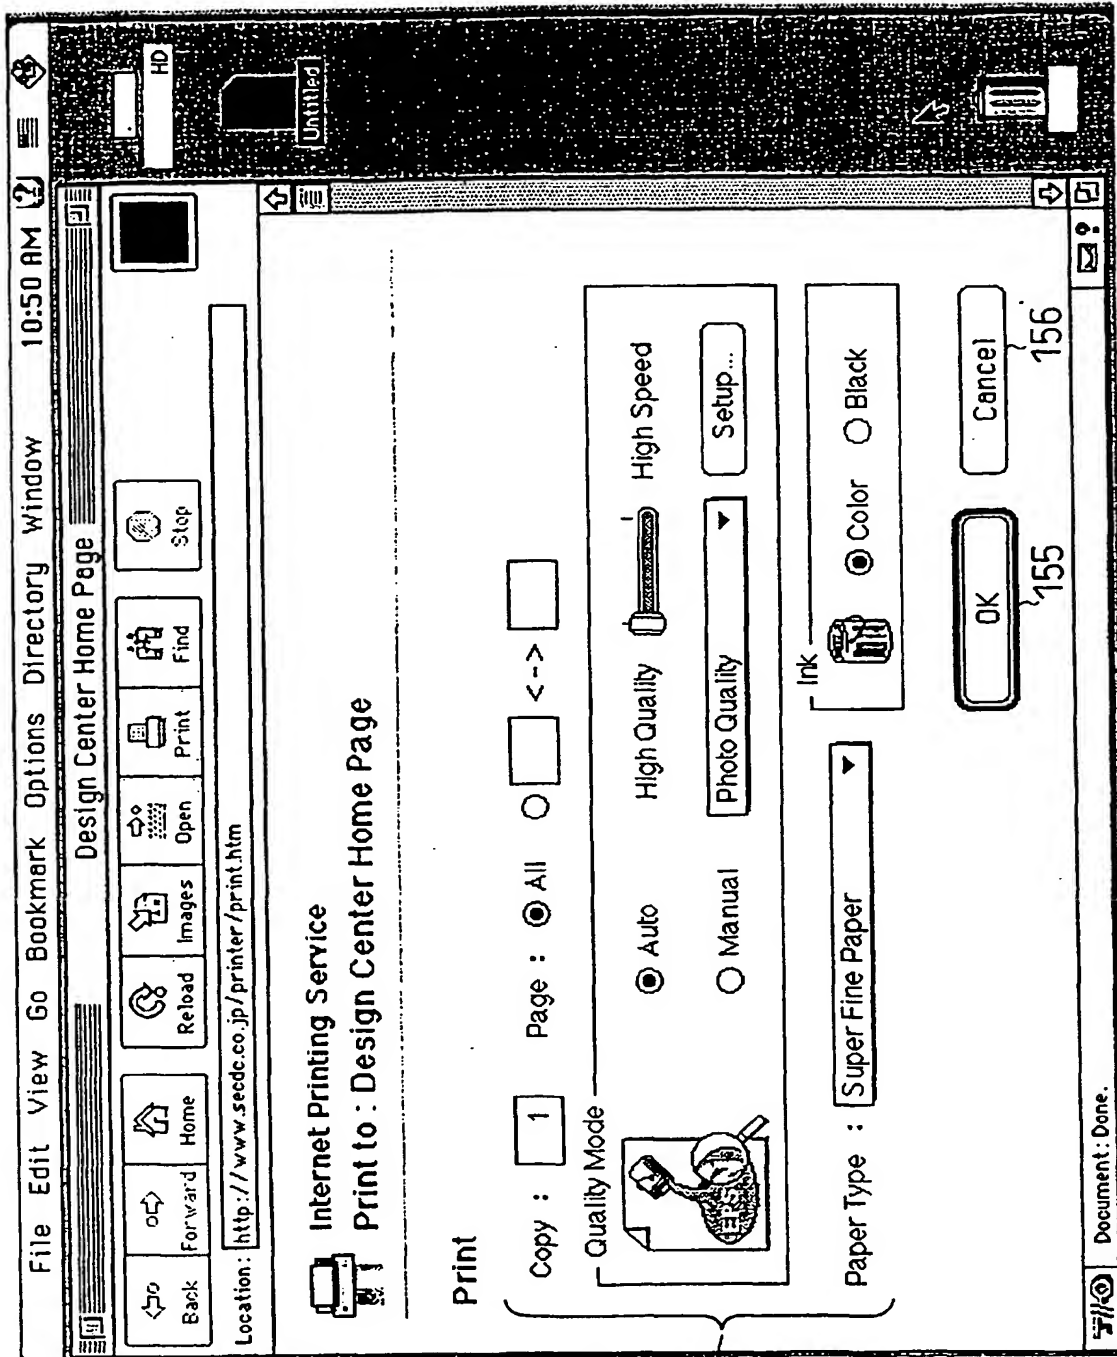 File Edit View Go Bookmark Options Directory Window 10:50 AM
HD
Design Center Home Page
Untitled
Back Forward Home Reload Images Open Print Find Stop
Location: http://www.secdc.co.jp/printer/print.htm
Internet Printing Service
Print to : Design Center Home Page
Print
Copy : 1 Page : All <->
Quality Mode
Auto High Quality High Speed
Manual Photo Quality Setup...
EPS
Paper Type : Super Fine Paper
Ink
Color Black
OK Cancel
155 156
Document: Done.